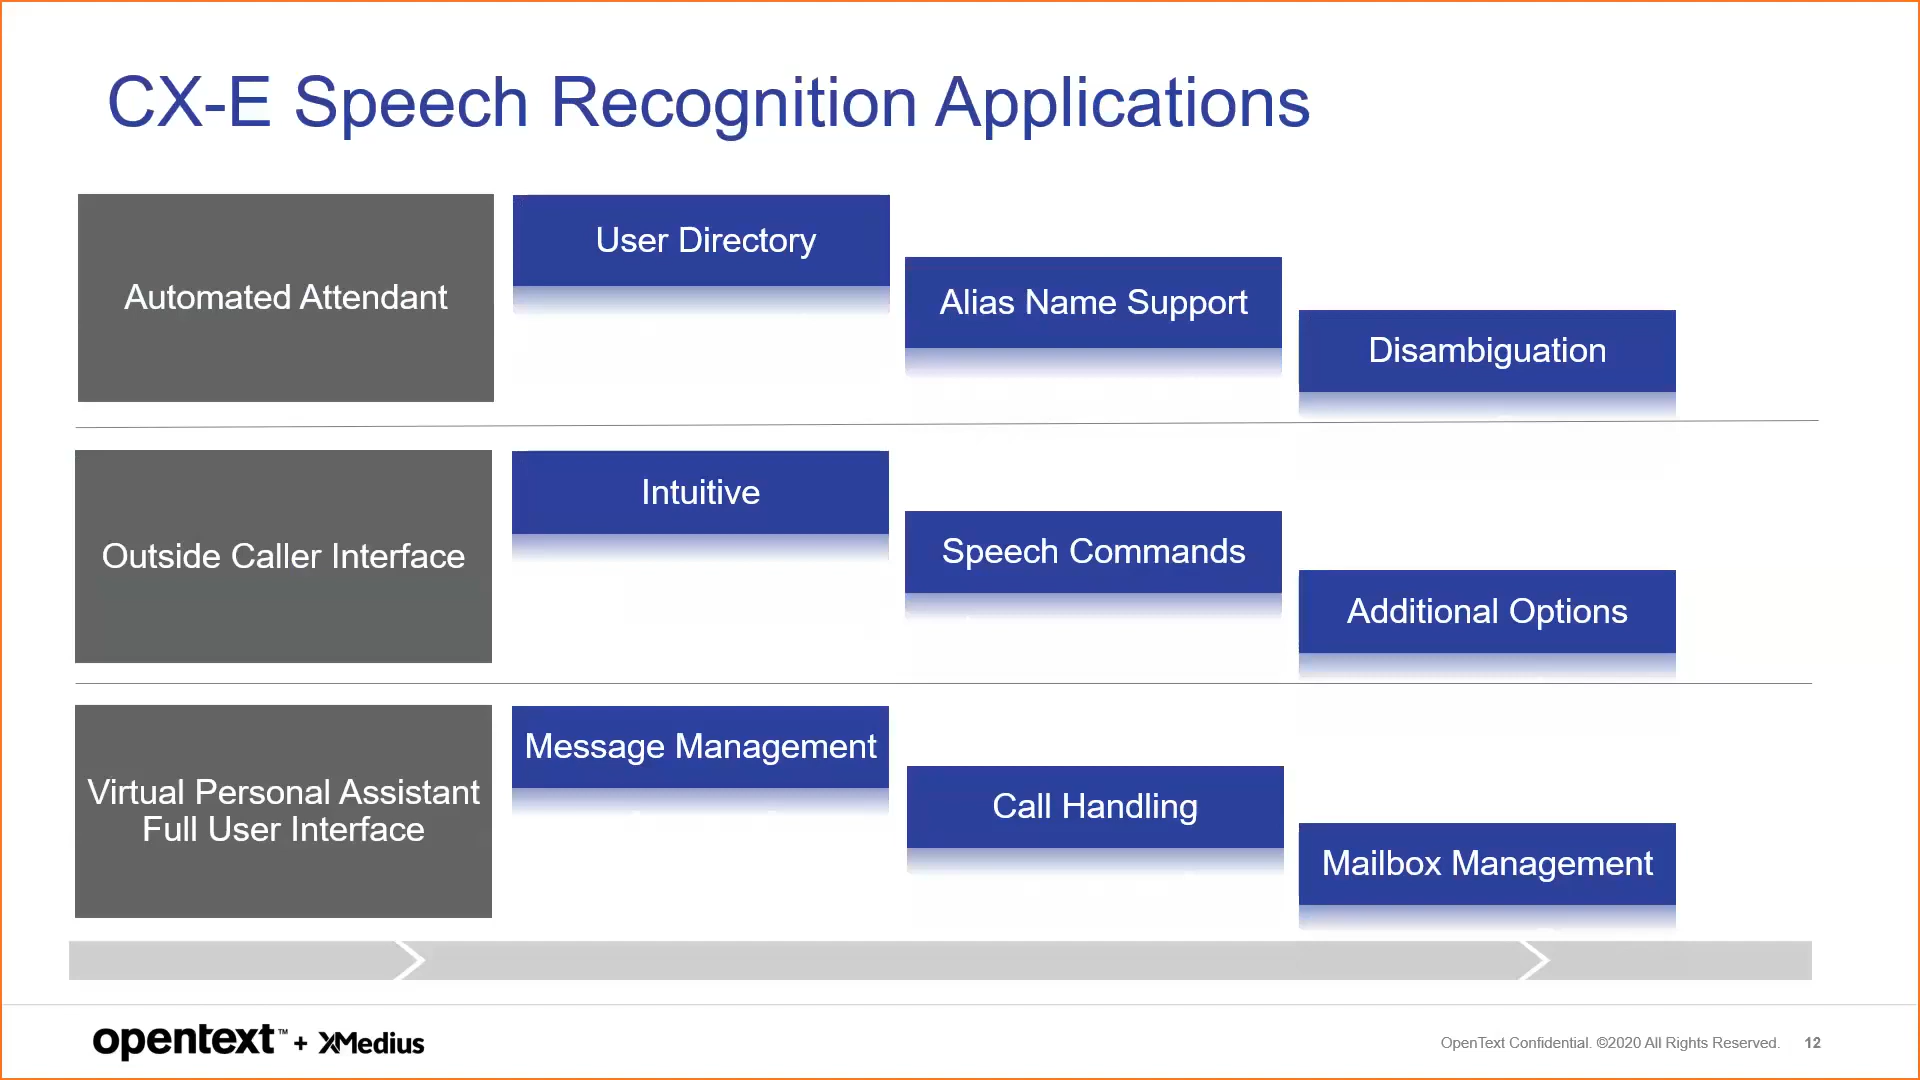 CX-E Speech Recognition Applications
Automated Attendant
User Directory
Alias Name Support
Disambiguation
Outside Caller Interface
Intuitive
Speech Commands
Additional Options
Virtual Personal Assistant
Full User Interface
Message Management
Call Handling
Mailbox Management
opentext™ + XMedius
OpenText Confidential. ©2020 All Rights Reserved. 12